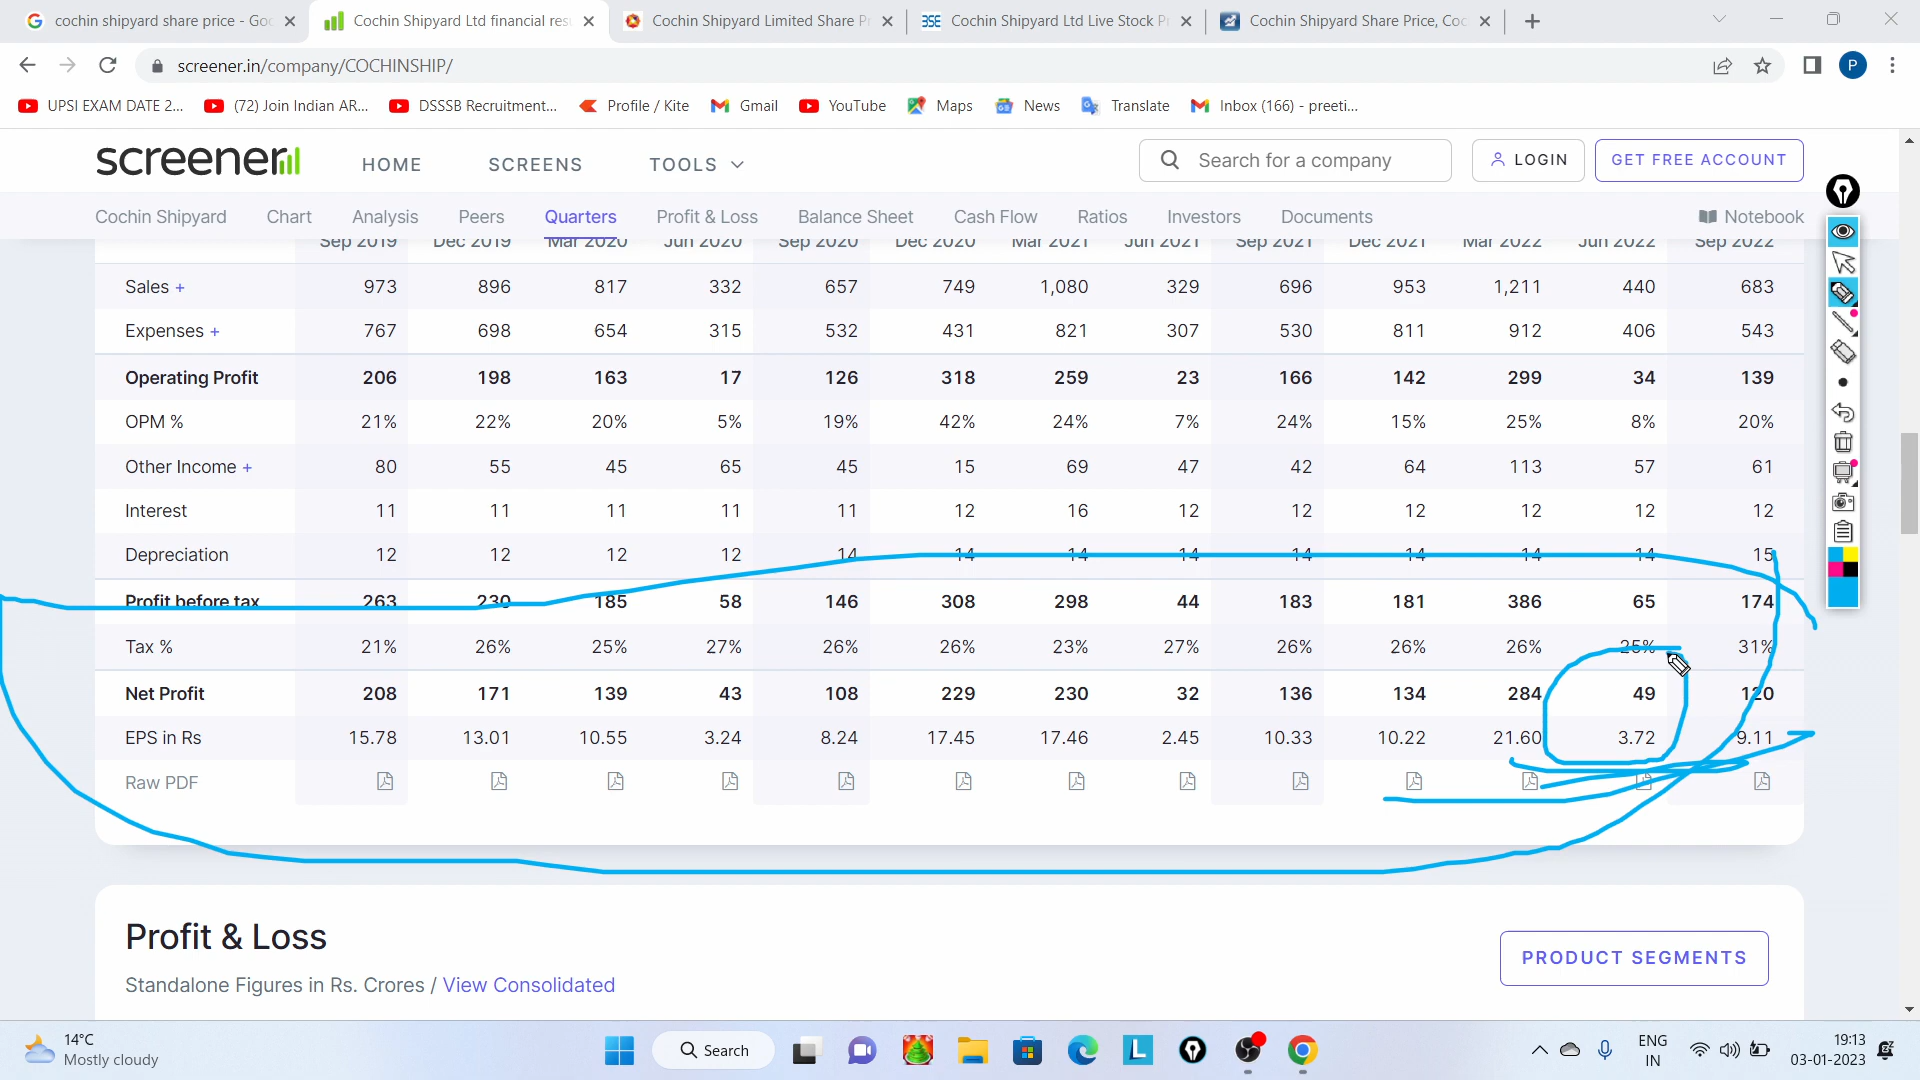 cochin shipyard share price - Goo
Cochin Shipyard Ltd financial res
Cochin Shipyard Limited Share Pr
BSE Cochin Shipyard Ltd Live Stock Pr
Cochin Shipyard Share Price, Coc
screener.in/company/COCHINSHIP/
P
UPSI EXAM DATE 2... (72) Join Indian AR... DSSSB Recruitment... Profile / Kite Gmail YouTube Maps News Translate Inbox (166) - preeti...
screener HOME SCREENS TOOLS Search for a company LOGIN GET FREE ACCOUNT
Cochin Shipyard Chart Analysis Peers Quarters Profit & Loss Balance Sheet Cash Flow Ratios Investors Documents Notebook
Sep 2019 Dec 2019 Mar 2020 Jun 2020 Sep 2020 Dec 2020 Mar 2021 Jun 2021 Sep 2021 Dec 2021 Mar 2022 Jun 2022 Sep 2022
Sales + 973 896 817 332 657 749 1,080 329 696 953 1,211 440 683
Expenses + 767 698 654 315 532 431 821 307 530 811 912 406 543
Operating Profit 206 198 163 17 126 318 259 23 166 142 299 34 139
OPM % 21% 22% 20% 5% 19% 42% 24% 7% 24% 15% 25% 8% 20%
Other Income + 80 55 45 65 45 15 69 47 42 64 113 57 61
Interest 11 11 11 11 11 12 16 12 12 12 12 12 12
Depreciation 12 12 12 12 14 14 14 14 14 14 14 14 15
Profit before tax 263 230 185 58 146 308 298 44 183 181 386 65 174
Tax % 21% 26% 25% 27% 26% 26% 23% 27% 26% 26% 26% 25% 31%
Net Profit 208 171 139 43 108 229 230 32 136 134 284 49 120
EPS in Rs 15.78 13.01 10.55 3.24 8.24 17.45 17.46 2.45 10.33 10.22 21.60 3.72 9.11
Raw PDF
Profit & Loss
PRODUCT SEGMENTS
Standalone Figures in Rs. Crores / View Consolidated
14°C
Mostly cloudy
Search
L
ENG
IN
19:13
03-01-2023